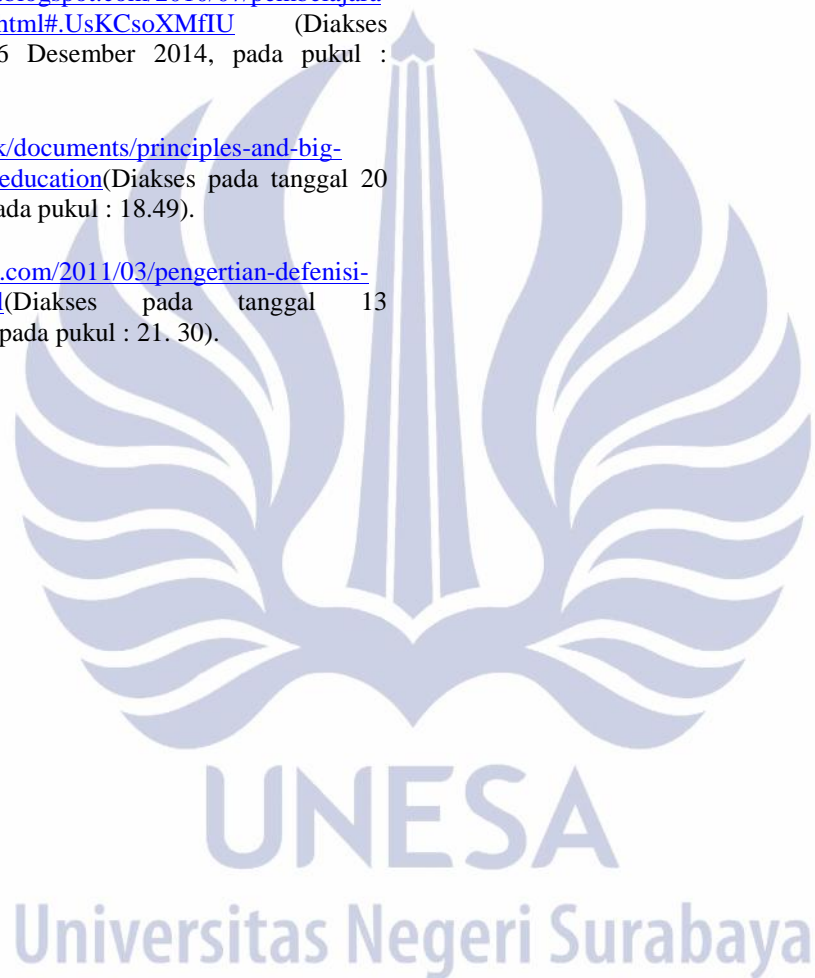 html#.UsKCsoXMfIU (Diakses
6 Desember 2014, pada pukul :
k/documents/principles-and-big-
education(Diakses pada tanggal 20
ada pukul : 18.49).
.com/2011/03/pengertian-defenisi-
l(Diakses pada tanggal 13
pada pukul : 21. 30).
UNESA
Universitas Negeri Surabaya